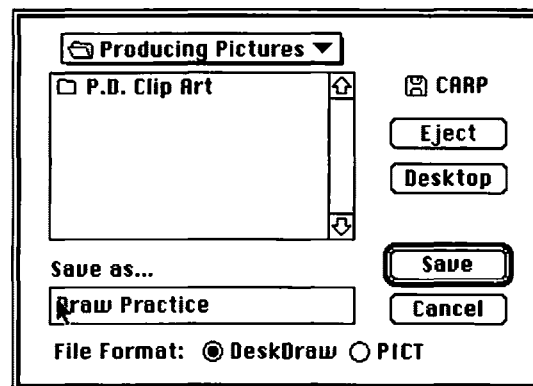 Producing Pictures
P.D. Clip Art
CARP
Eject
Desktop
Save as...
Save
Draw Practice
Cancel
File Format: DeskDraw PICT